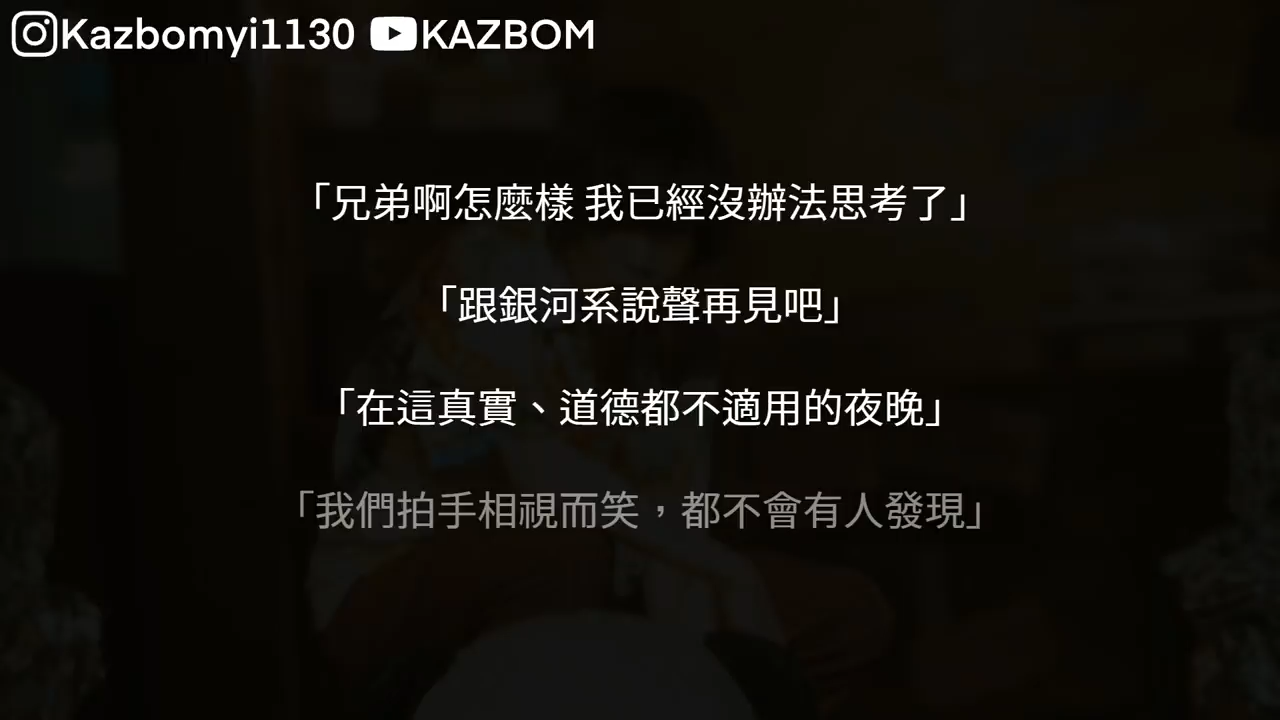 Kazbomyi1130 KAZBOM
「兄弟啊怎麼樣 我已經沒辦法思考了」
「跟銀河系說聲再見吧」
「在這真實、道德都不適用的夜晚」
「我們拍手相視而笑，都不會有人發現」